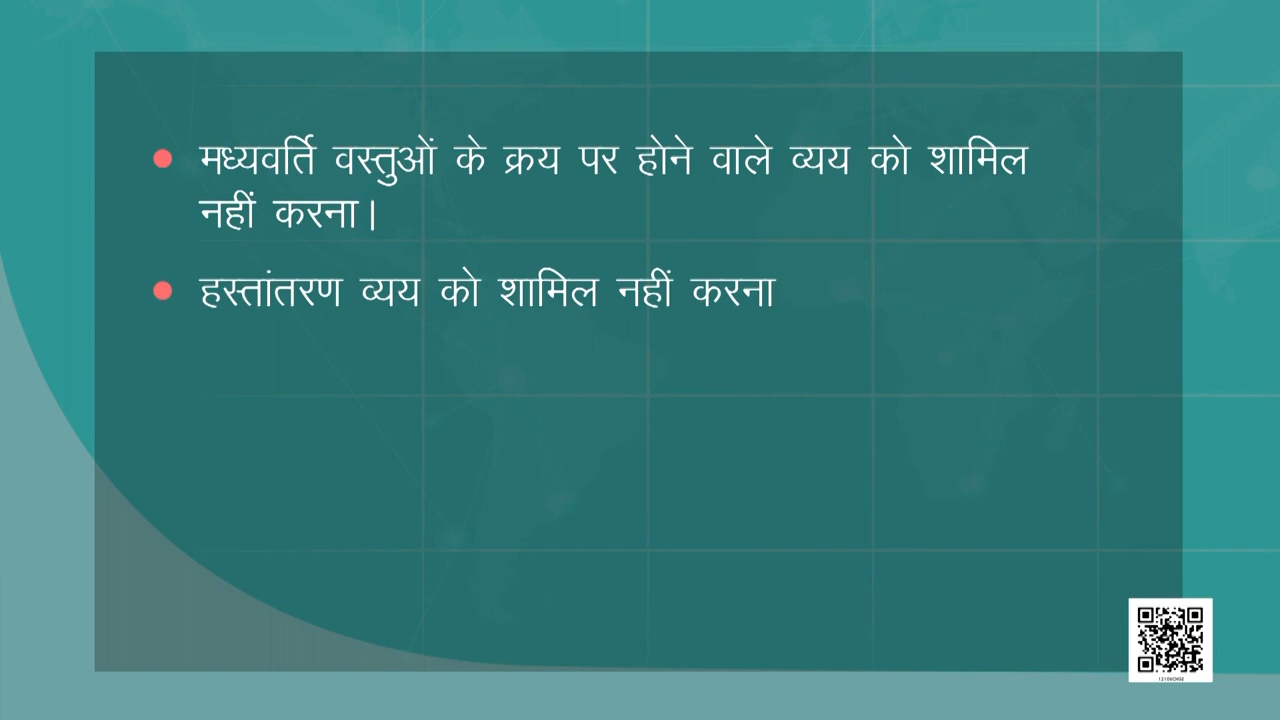 मध्यवर्ति वस्तुओं के क्रय पर होने वाले व्यय को शामिल
नहीं करना।
हस्तांतरण व्यय को शामिल नहीं करना